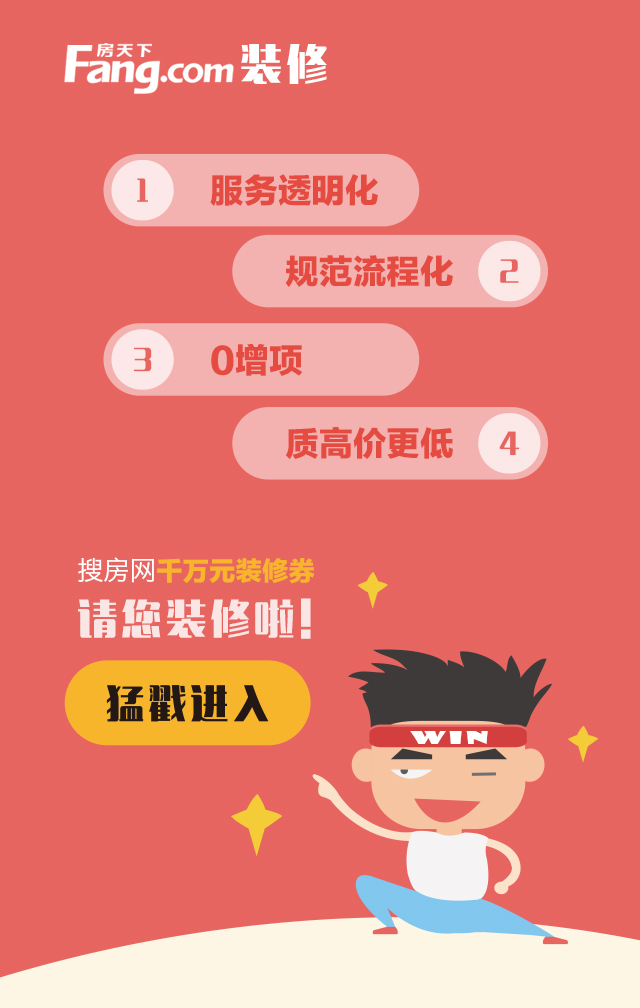 房天下
Fang.com 装修
1 服务透明化
规范流程化 2
3 0增项
质高价更低 4
搜房网千万元装修券
请您装修啦!
猛戳进入
WIN